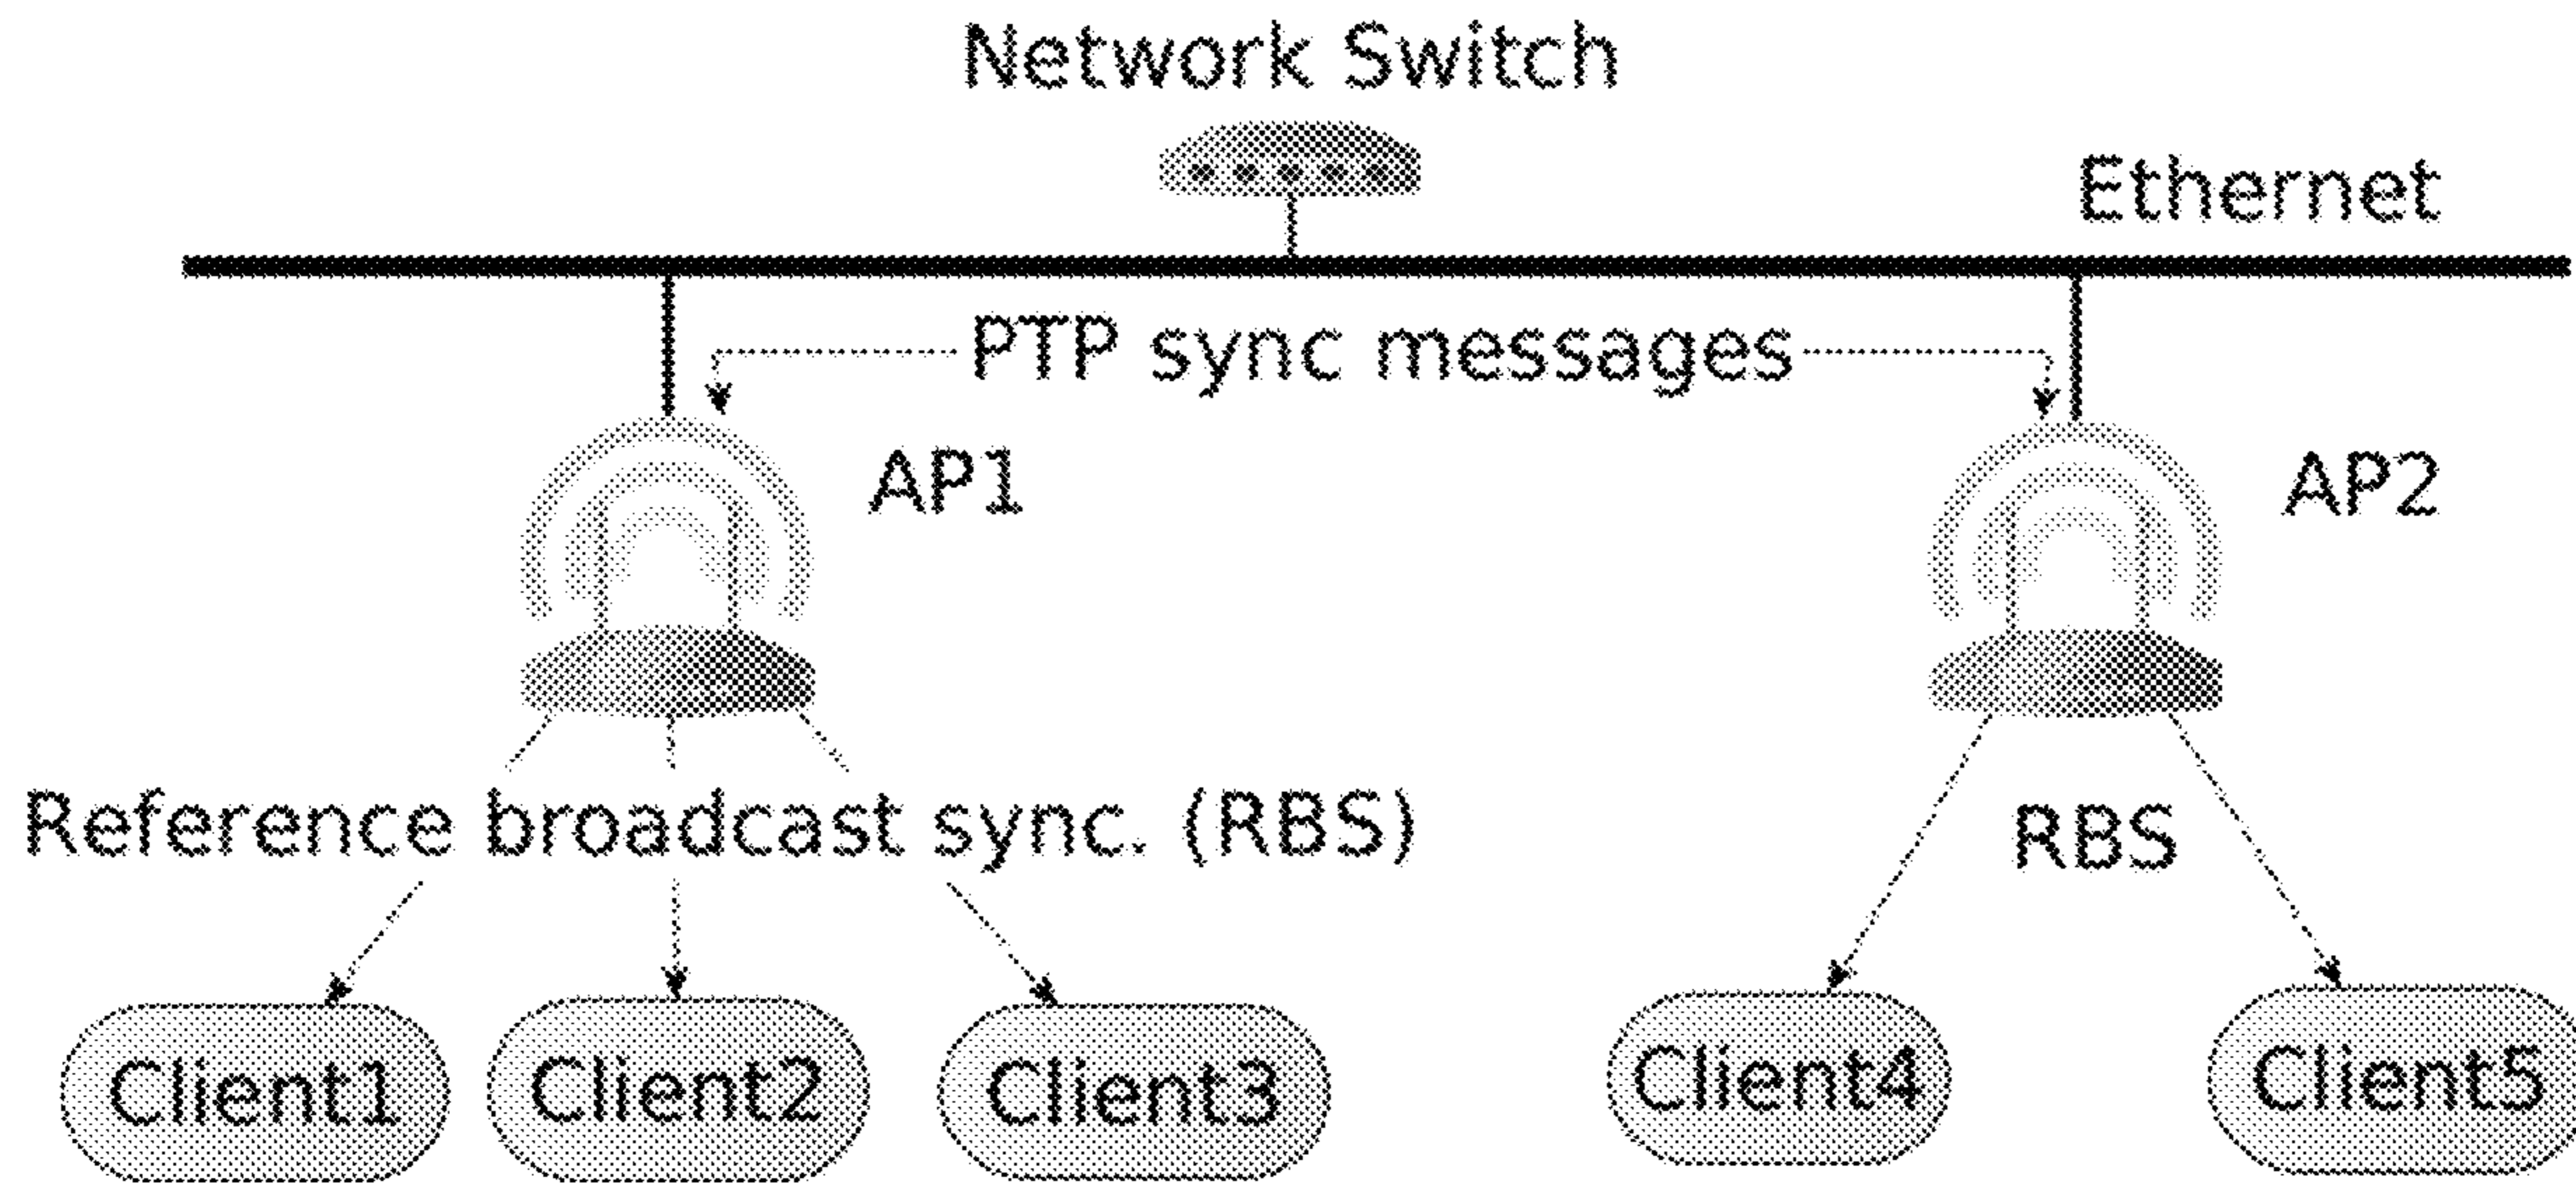 Network Switch
Ethernet
PTP sync messages
AP1
AP2
Reference broadcast sync. (RBS)
RBS
Client1
Client2
Client3
Client4
Client5